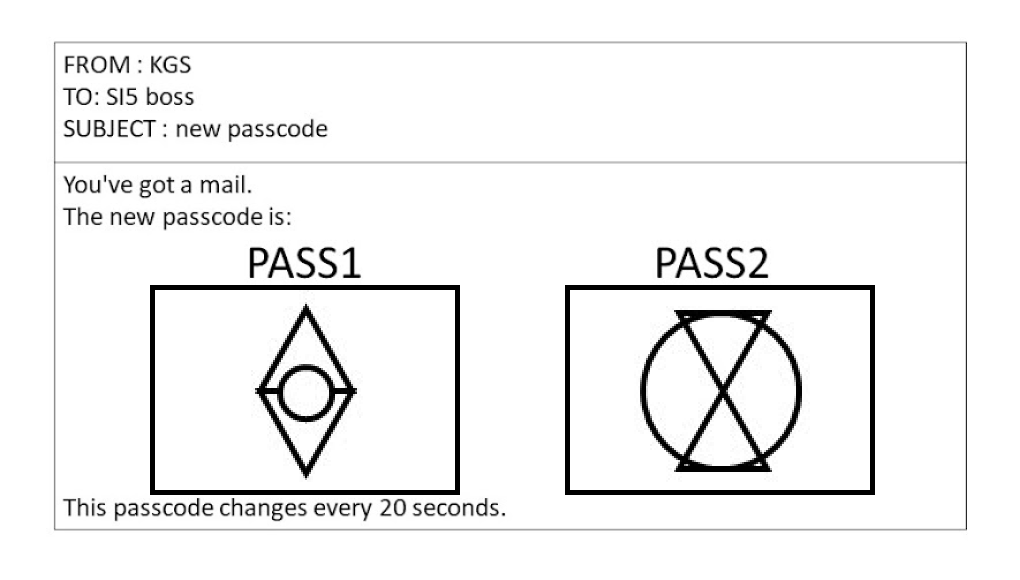 FROM : KGS
TO: SI5 boss
SUBJECT : new passcode
You've got a mail.
The new passcode is:
PASS1
PASS2
This passcode changes every 20 seconds.